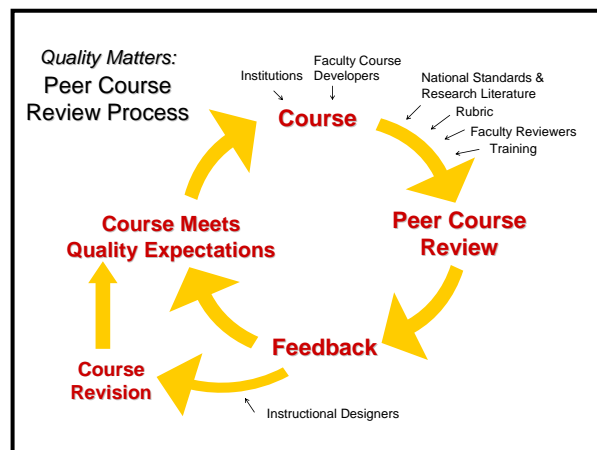 Quality Matters:
Peer Course
Review Process
Institutions
Faculty Course
Developers
Course
National Standards &
Research Literature
Rubric
Faculty Reviewers
Training
Peer Course
Review
Course Meets
Quality Expectations
Feedback
Course
Revision
Instructional Designers